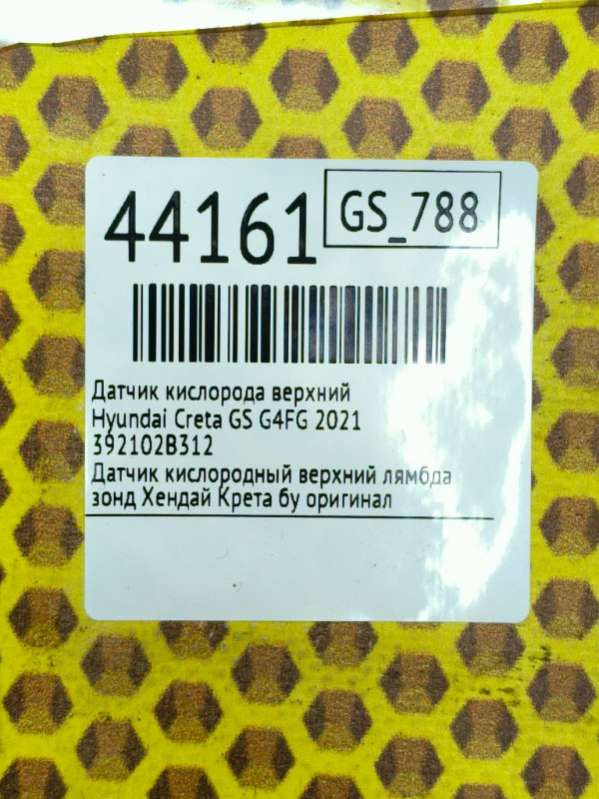 44161
GS_788
Датчик кислорода верхний
Hyundai Creta GS G4FG 2021
392102B312
Датчик кислородный верхний лямбда
зонд Хендай Крета бу оригинал